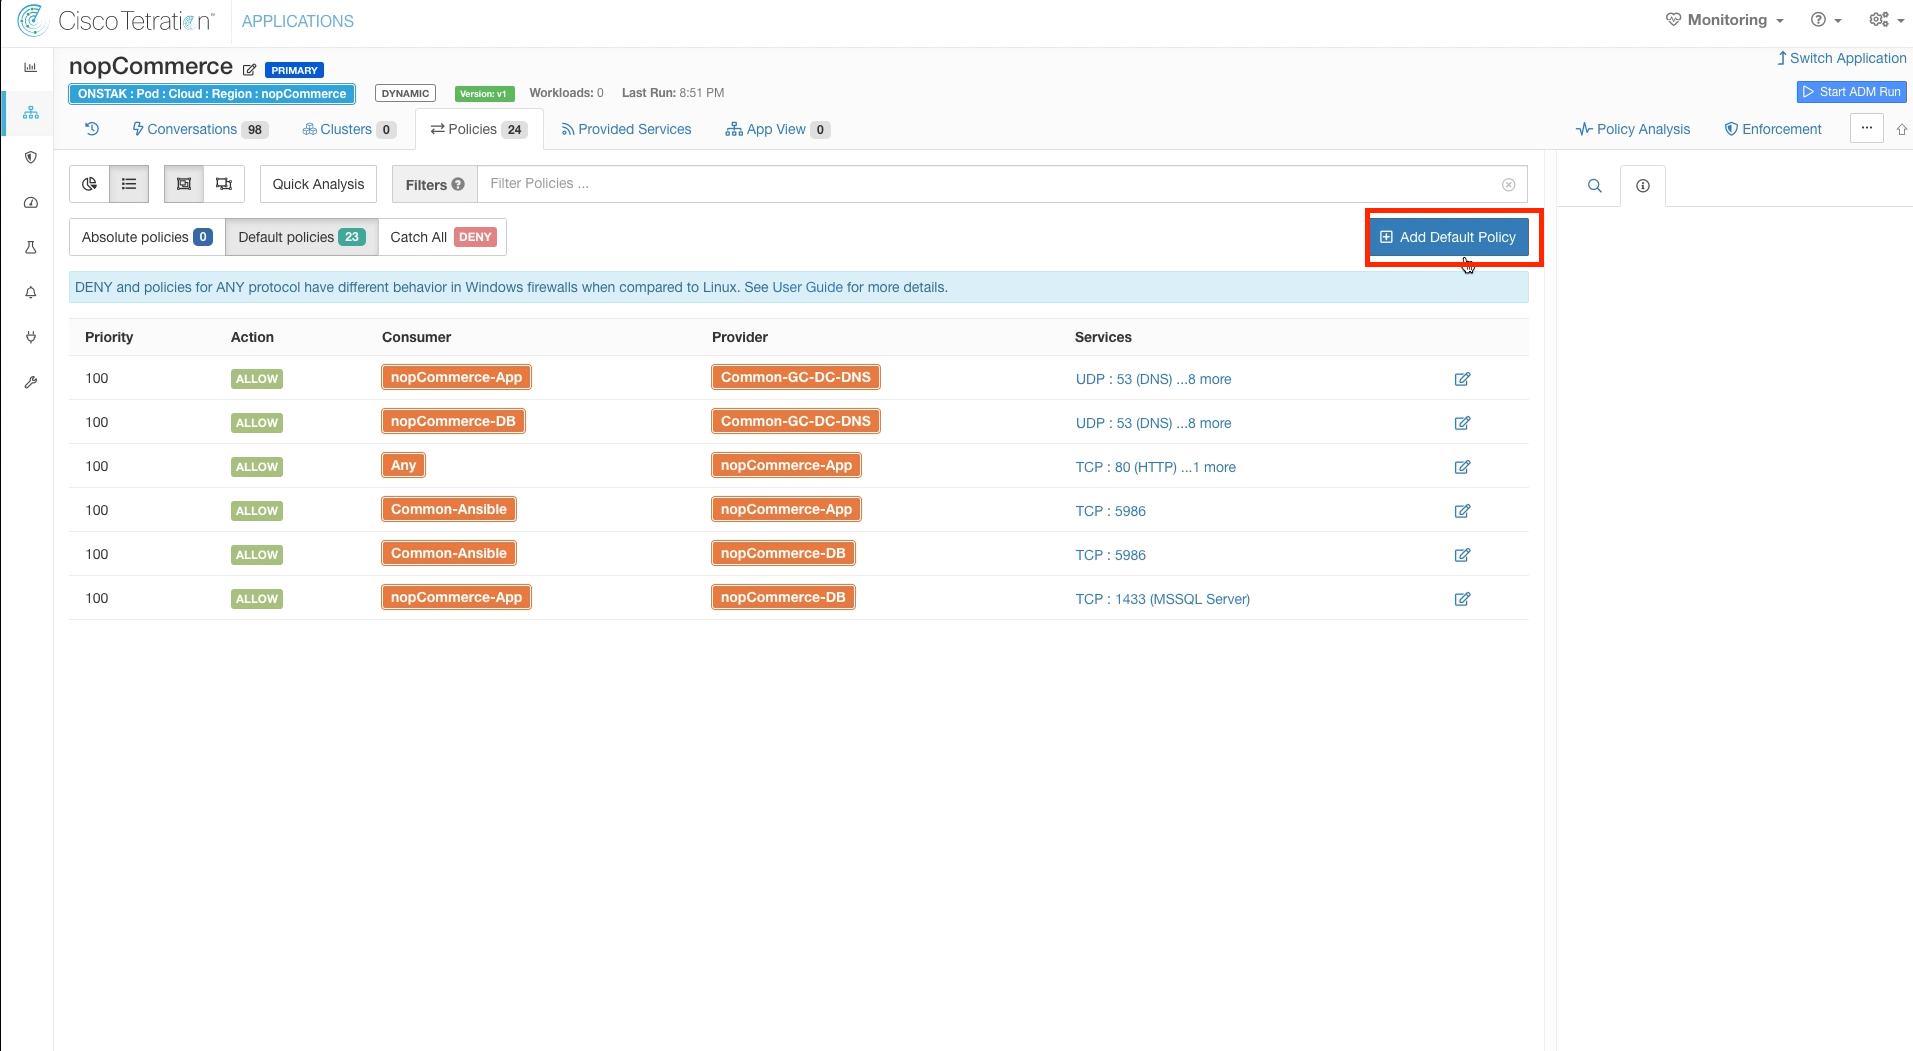 Cisco Tetration™ APPLICATIONS Monitoring
nopCommerce PRIMARY Switch Application
ONSTAK : Pod : Cloud : Region : nopCommerce DYNAMIC Version: v1 Workloads: 0 Last Run: 8:51 PM Start ADM Run
Conversations 98 Clusters 0 Policies 24 Provided Services App View 0 Policy Analysis Enforcement ...
Quick Analysis Filters ? Filter Policies ...
Absolute policies 0 Default policies 23 Catch All DENY Add Default Policy
DENY and policies for ANY protocol have different behavior in Windows firewalls when compared to Linux. See User Guide for more details.
Priority Action Consumer Provider Services
100 ALLOW nopCommerce-App Common-GC-DC-DNS UDP : 53 (DNS) ...8 more
100 ALLOW nopCommerce-DB Common-GC-DC-DNS UDP : 53 (DNS) ...8 more
100 ALLOW Any nopCommerce-App TCP : 80 (HTTP) ...1 more
100 ALLOW Common-Ansible nopCommerce-App TCP : 5986
100 ALLOW Common-Ansible nopCommerce-DB TCP : 5986
100 ALLOW nopCommerce-App nopCommerce-DB TCP : 1433 (MSSQL Server)